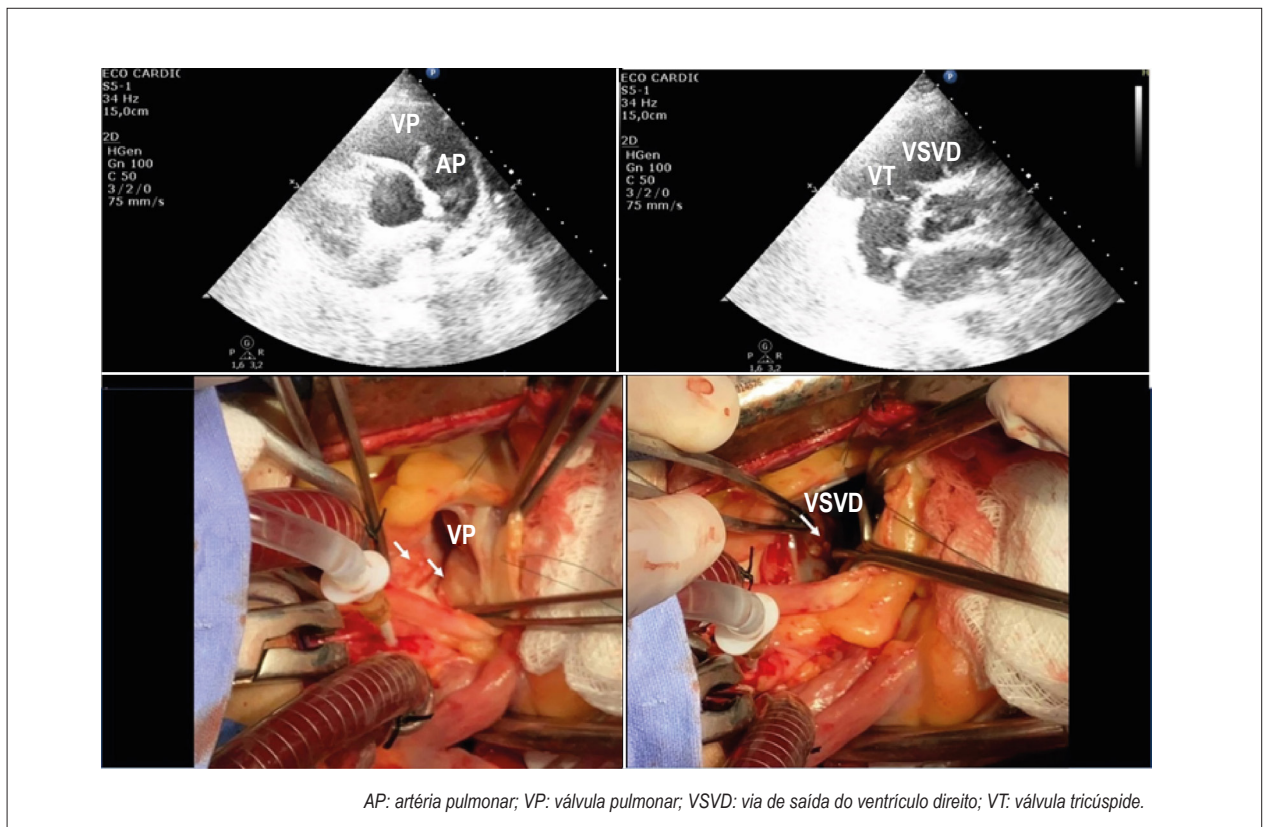 ECO CARDIC
S5-1
34 Hz
15,0cm
2D
HGen
Gn 100
C 50
3 / 2 / 0
75 mm/s
P
VP
AP
G
P R
1,6 3,2
ECO CARDIC
S5-1
34 Hz
15,0cm
2D
HGen
Gn 100
C 50
3 / 2 / 0
75 mm/s
P
VSVD
VT
G
P R
1,6 3,2
VP
VSVD
AP: artéria pulmonar; VP: válvula pulmonar; VSVD: via de saída do ventrículo direito; VT: válvula tricúspide.